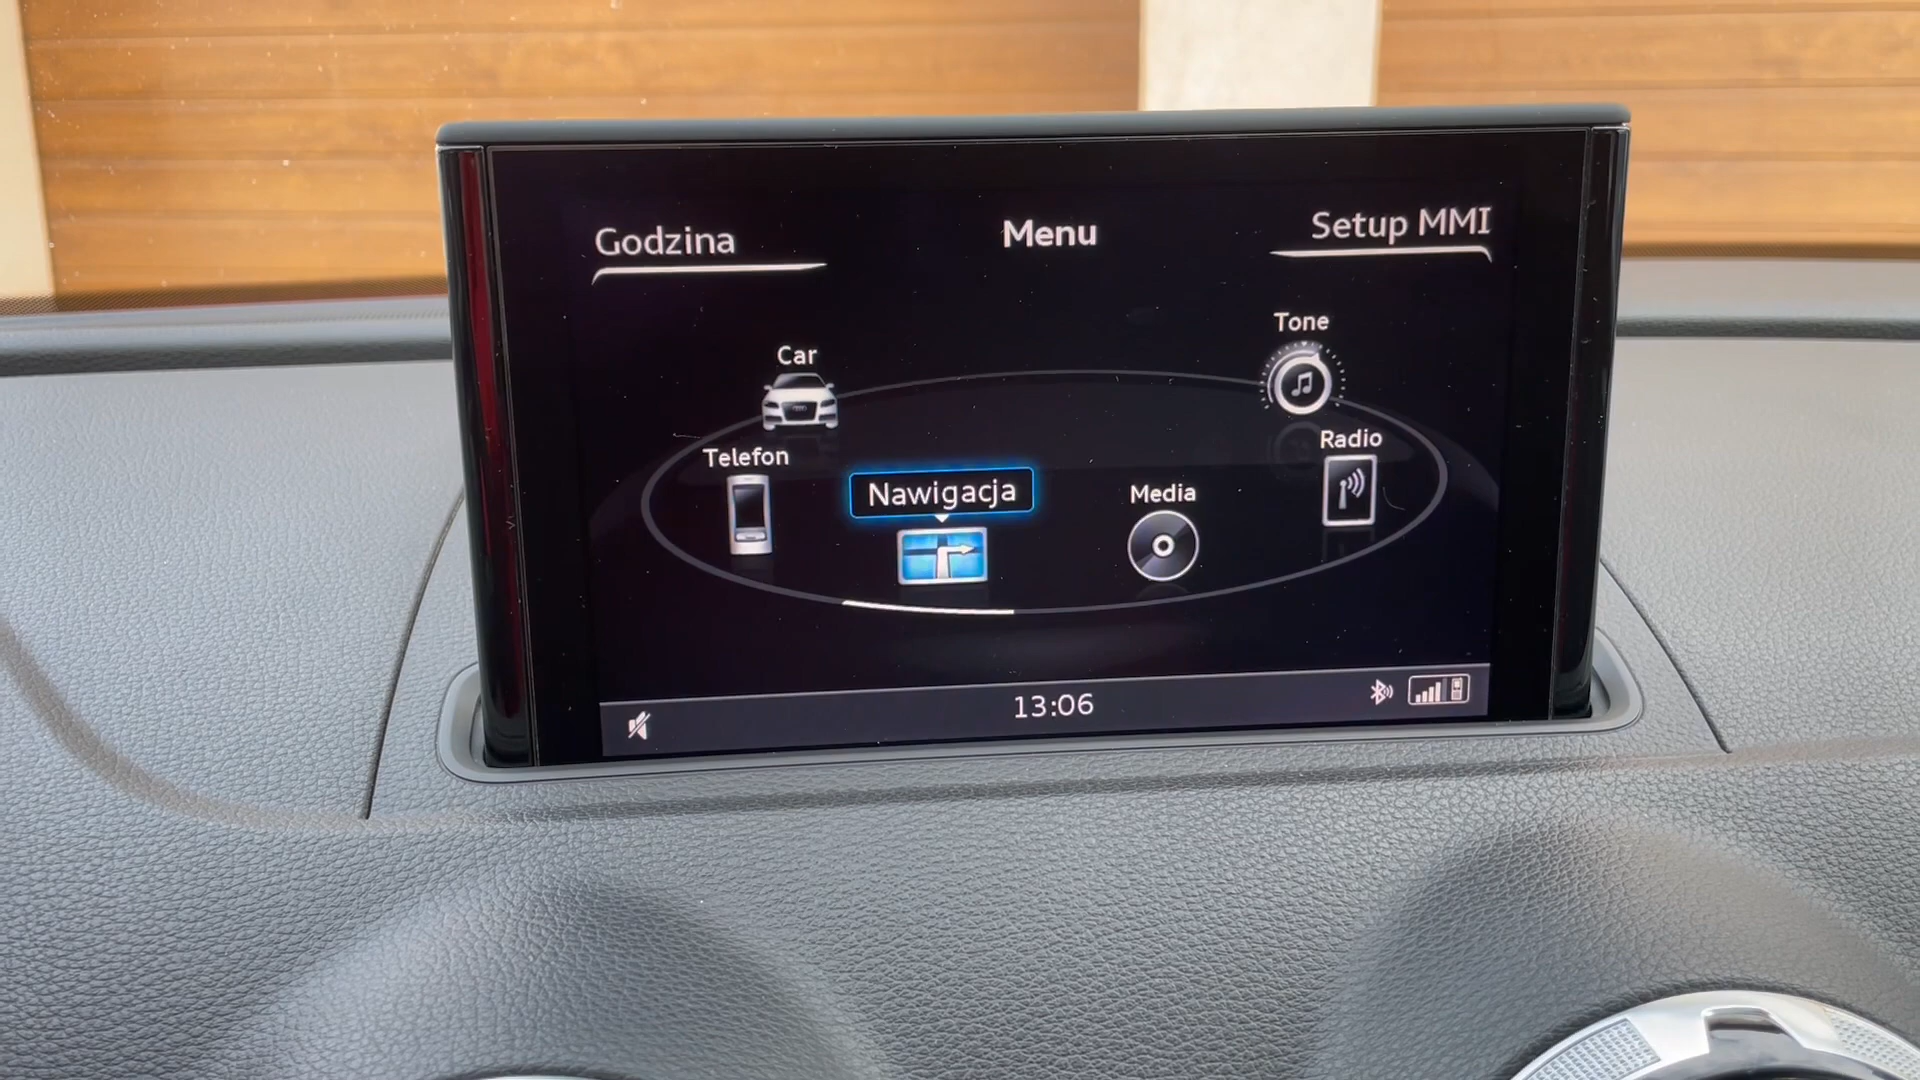 Godzina
Menu
Setup MMI
Tone
Car
Radio
Telefon
Nawigacja
Media
13:06